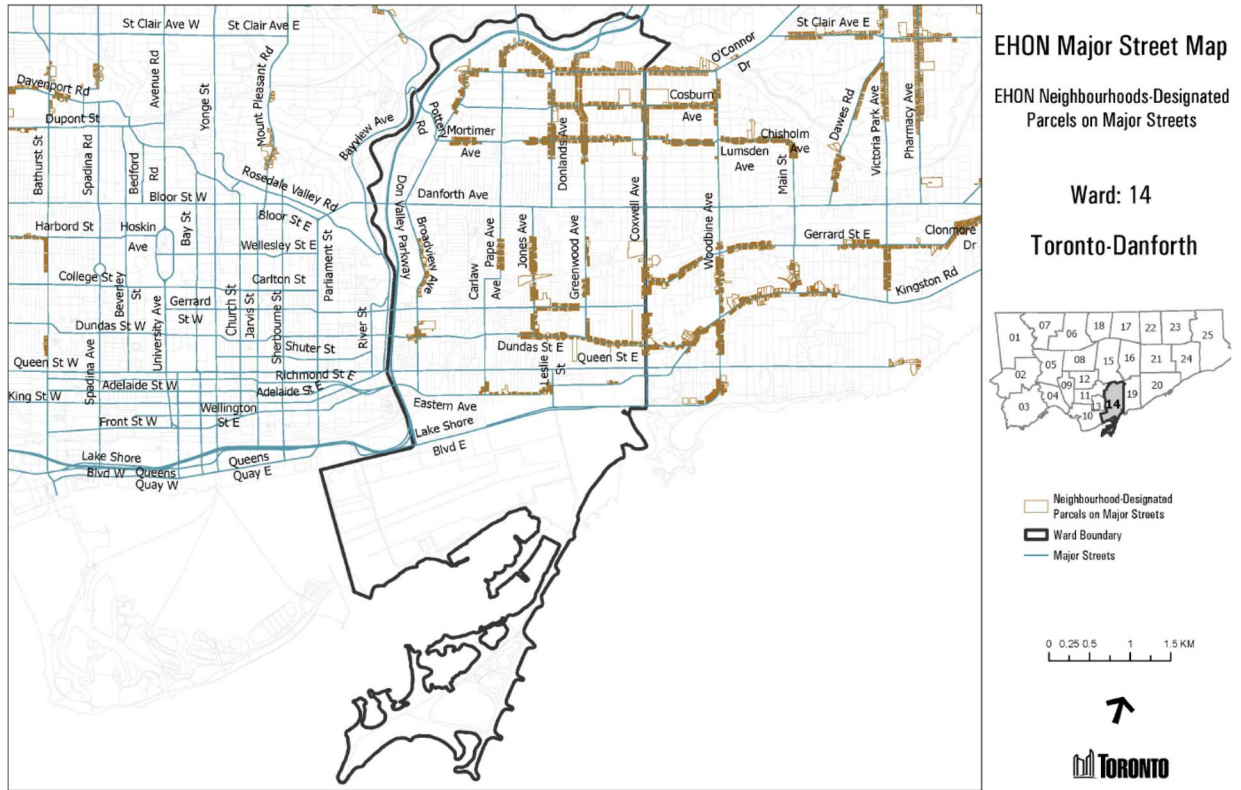 EHON Major Street Map
EHON Neighbourhoods-Designated
Parcels on Major Streets
Ward: 14
Toronto-Danforth
St Clair Ave W
St Clair Ave E
St Clair Ave E
Davenport Rd
Dupont St
Avenue Rd
Yonge St
Mount Pleasant Rd
Bayview Ave
Pottery
Rd
Mortimer
Ave
O'Connor
Dr
Cosburn
Ave
Donlands Ave
Lumsden
Ave
Chisholm
Ave
Dawes Rd
Victoria Park Ave
Pharmacy Ave
Main St
Bathurst St
Spadina Rd
Bedford
Rd
Bloor St W
Rosedale Valley Rd
Bloor St E
Danforth Ave
Don Valley Parkway
Broadview Ave
Harbord St
Hoskin
Ave
Bay St
Wellesley St E
Parliament St
Carlaw
Ave
Pape Ave
Jones Ave
Greenwood Ave
Coxwell Ave
Woodbine Ave
Gerrard St E
Clonmore
Dr
Kingston Rd
College St
Beverley
St
Carlton St
Gerrard
St W
University Ave
Church St
Jarvis St
Sherbourne St
River St
Dundas St W
Shuter St
Dundas St E
Queen St W
Queen St E
Leslie
St
Spadina Ave
Richmond St E
Adelaide St W
Adelaide St E
King St W
Wellington
St E
Front St W
Eastern Ave
Lake Shore
Blvd E
Lake Shore
Blvd W
Queens
Quay W
Queens
Quay E
01
02
03
04
05
06
07
08
09
10
11
12
13
14
15
16
17
18
19
20
21
22
23
24
25
Neighbourhood-Designated
Parcels on Major Streets
Ward Boundary
Major Streets
0 0.25 0.5 1 1.5 KM
TORONTO